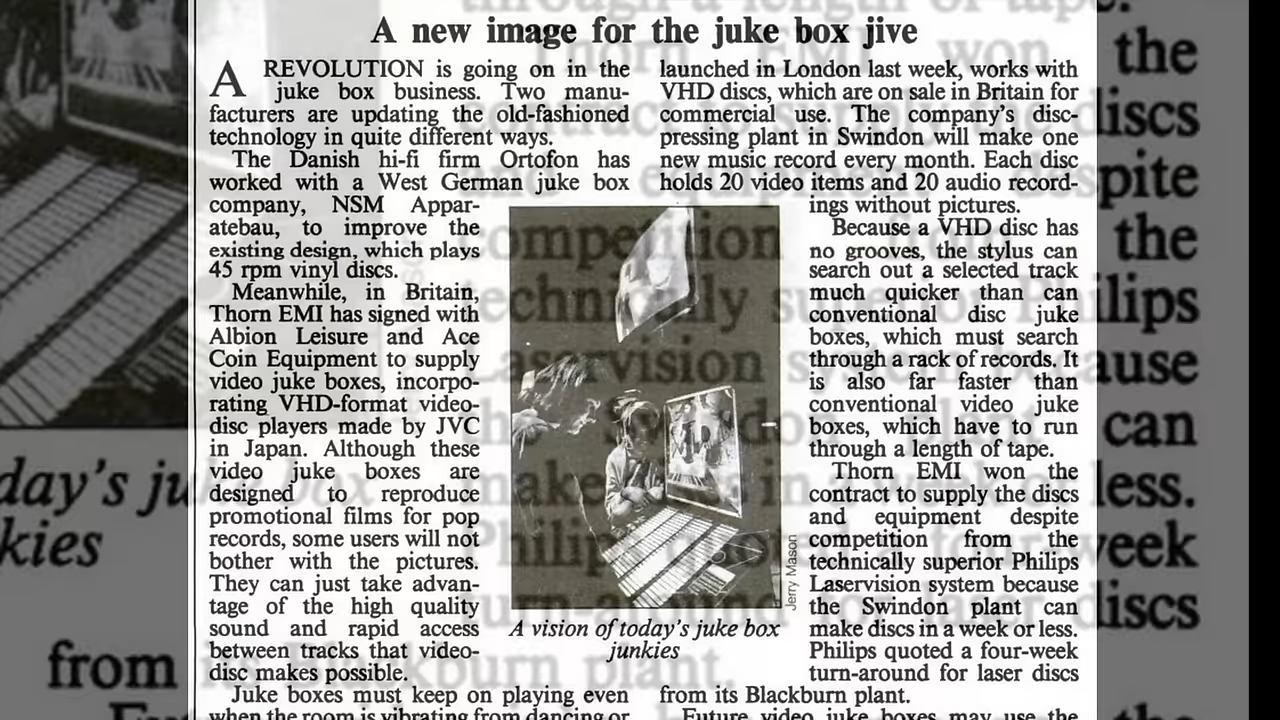 A new image for the juke box jive
A REVOLUTION is going on in the
juke box business. Two manu-
facturers are updating the old-fashioned
technology in quite different ways.
The Danish hi-fi firm Ortofon has
worked with a West German juke box
company, NSM Appar-
atebau, to improve the
existing design, which plays
45 rpm vinyl discs.
Meanwhile, in Britain,
Thorn EMI has signed with
Albion Leisure and Ace
Coin Equipment to supply
video juke boxes, incorpo-
rating VHD-format video-
disc players made by JVC
in Japan. Although these
video juke boxes are
designed to reproduce
promotional films for pop
records, some users will not
bother with the pictures.
They can just take advan-
tage of the high quality
sound and rapid access
between tracks that video-
disc makes possible.
Juke boxes must keep on playing even
when the room is vibrating from dancing or
Jerry Mason
A vision of today's juke box
junkies
launched in London last week, works with
VHD discs, which are on sale in Britain for
commercial use. The company's disc-
pressing plant in Swindon will make one
new music record every month. Each disc
holds 20 video items and 20 audio record-
ings without pictures.
Because a VHD disc has
no grooves, the stylus can
search out a selected track
much quicker than can
conventional disc juke
boxes, which must search
through a rack of records. It
is also far faster than
conventional video juke
boxes, which have to run
through a length of tape.
Thorn EMI won the
contract to supply the discs
and equipment despite
competition from the
technically superior Philips
Laservision system because
the Swindon plant can
make discs in a week or less.
Philips quoted a four-week
turn-around for laser discs
from its Blackburn plant.
Future video juke boxes may use the